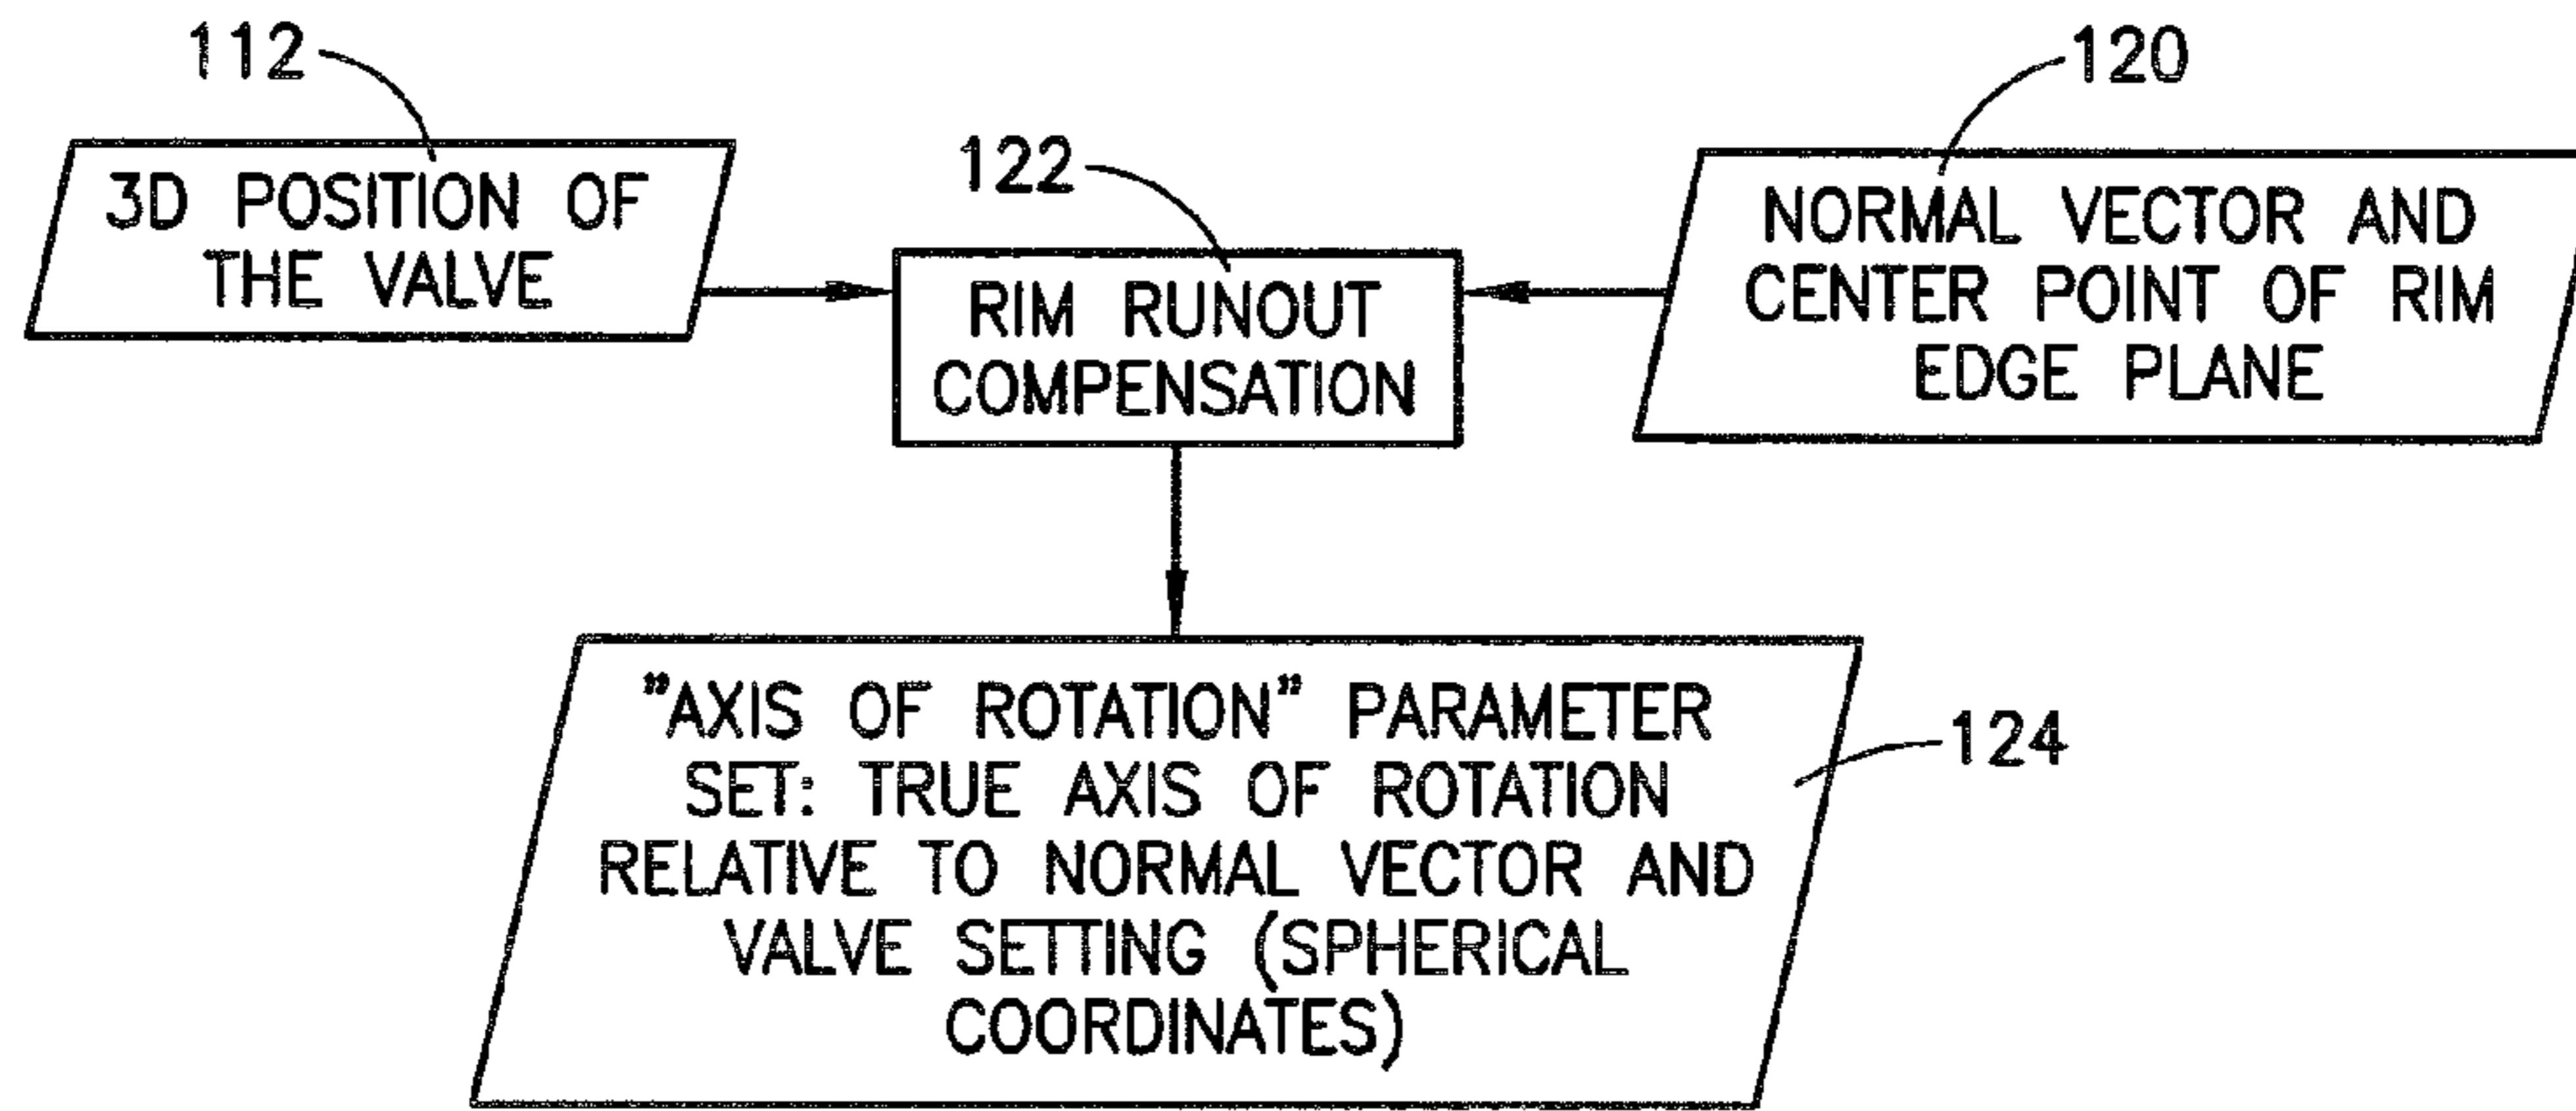 112
3D POSITION OF
THE VALVE
122
RIM RUNOUT
COMPENSATION
120
NORMAL VECTOR AND
CENTER POINT OF RIM
EDGE PLANE
"AXIS OF ROTATION" PARAMETER
SET: TRUE AXIS OF ROTATION
RELATIVE TO NORMAL VECTOR AND
VALVE SETTING (SPHERICAL
COORDINATES)
124